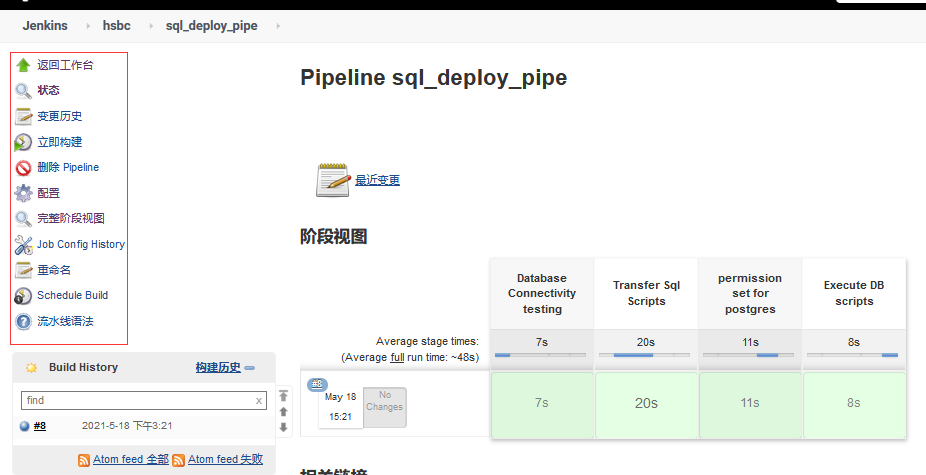 Jenkins hsbc sql_deploy_pipe
返回工作台
状态
变更历史
立即构建
删除 Pipeline
配置
完整阶段视图
Job Config History
重命名
Schedule Build
流水线语法
Build History 构建历史
find x
#8 2021-5-18 下午3:21
Atom feed 全部 Atom feed 失败
Pipeline sql_deploy_pipe
最近变更
阶段视图
Database
Connectivity
testing
Transfer Sql
Scripts
permission
set for
postgres
Execute DB
scripts
Average stage times:
(Average full run time: ~48s)
7s 20s 11s 8s
#8
May 18
15:21
No
Changes
7s 20s 11s 8s
相关链接